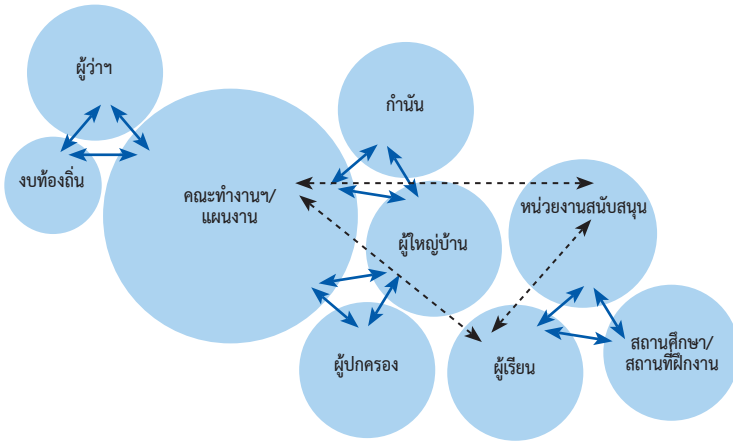 ผู้ว่าฯ
งบท้องถิ่น
คณะทำงานฯ/
แผนงาน
กำนัน
ผู้ใหญ่บ้าน
หน่วยงานสนับสนุน
ผู้ปกครอง
ผู้เรียน
สถานศึกษา/
สถานที่ฝึกงาน